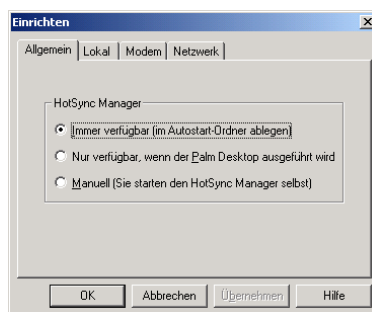 Einrichten
Allgemein Lokal Modem Netzwerk
HotSync Manager
Immer verfügbar (im Autostart-Ordner ablegen)
Nur verfügbar, wenn der Palm Desktop ausgeführt wird
Manuell (Sie starten den HotSync Manager selbst)
OK Abbrechen Übernehmen Hilfe